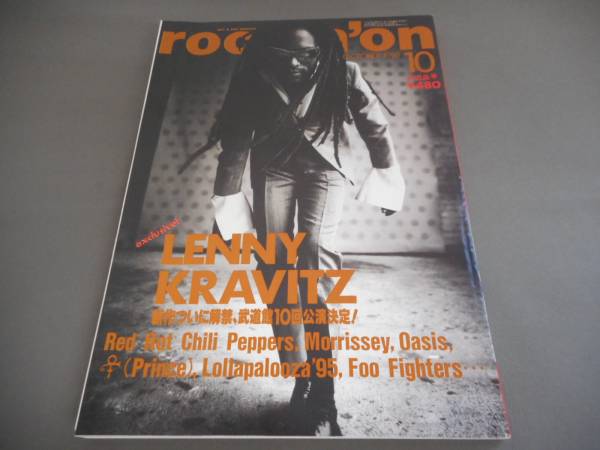 rockin'on
10
¥480
exclusive!
LENNY
KRAVITZ
新作ついに解禁、武道館10回公演決定!
Red Hot Chili Peppers, Morrissey, Oasis,
(Prince), Lollapalooza'95, Foo Fighters…